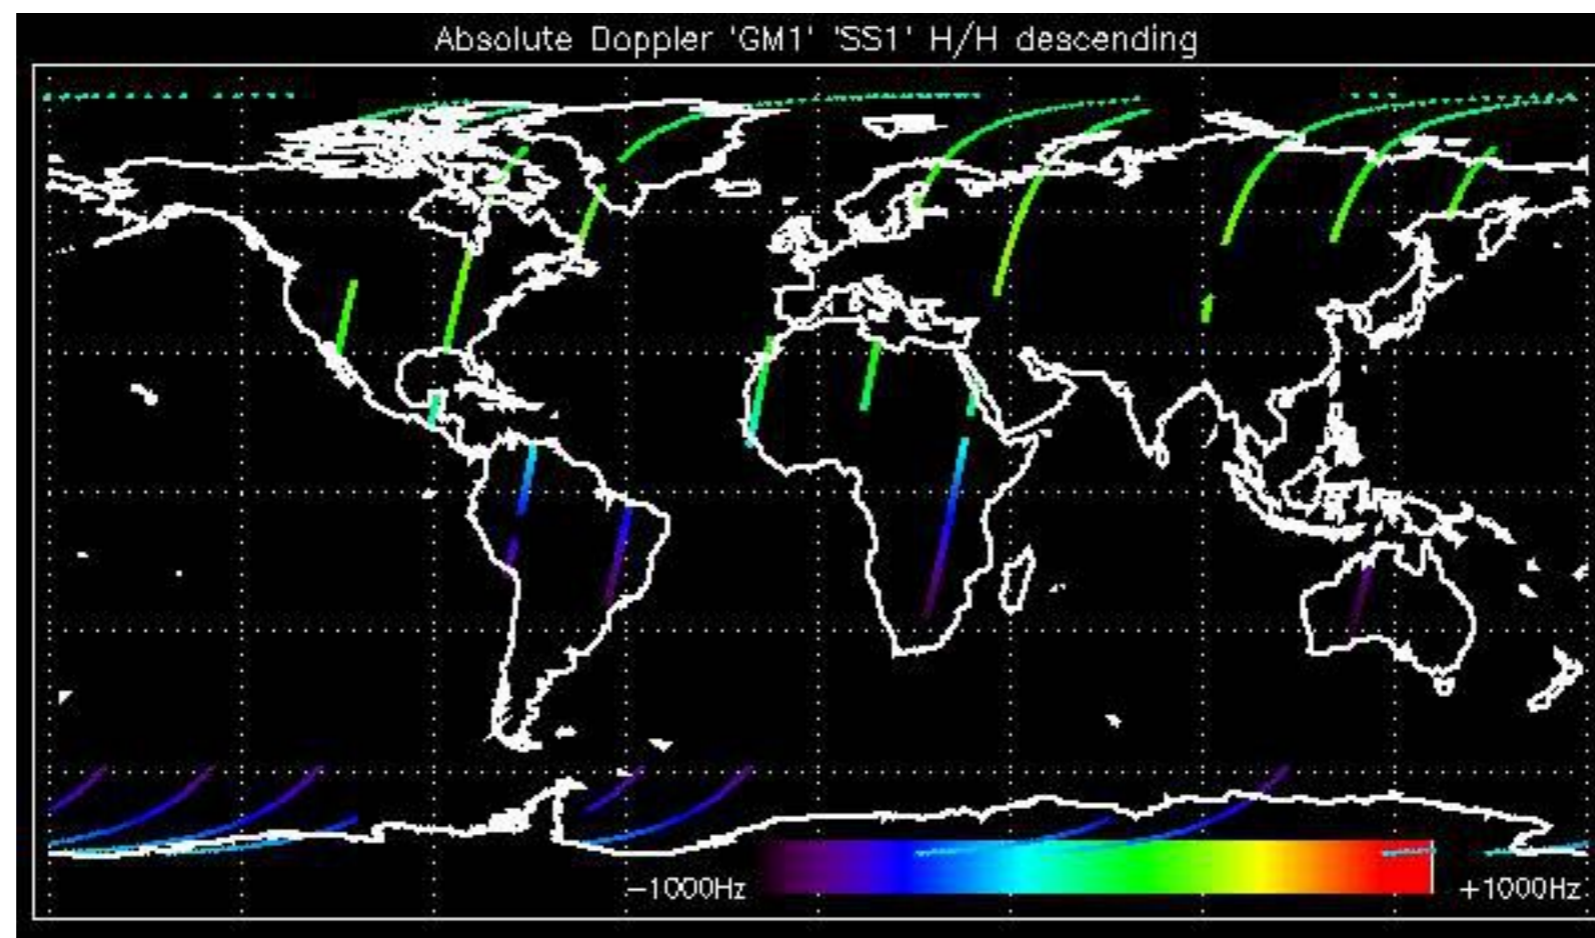 Absolute Doppler 'GM1' 'SS1' H/H descending
−1000Hz
+1000Hz